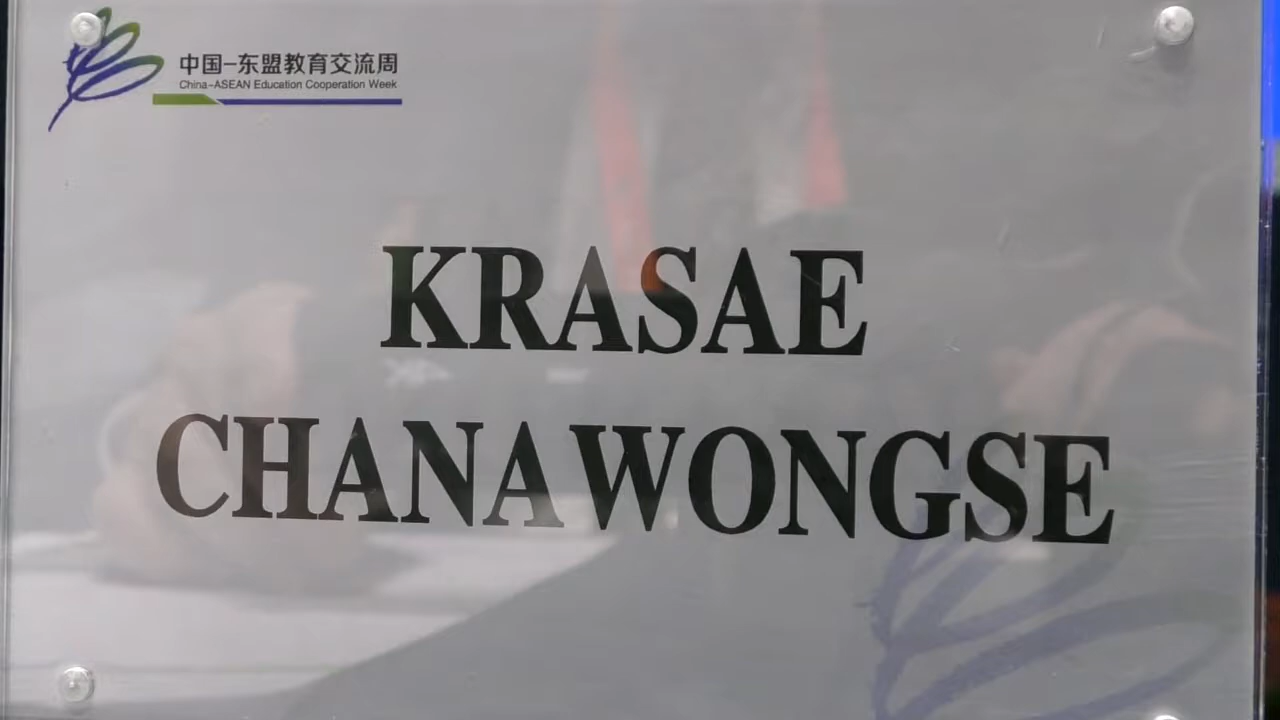 中国–东盟教育交流周
China–ASEAN Education Cooperation Week
KRASAE
CHANAWONGSE